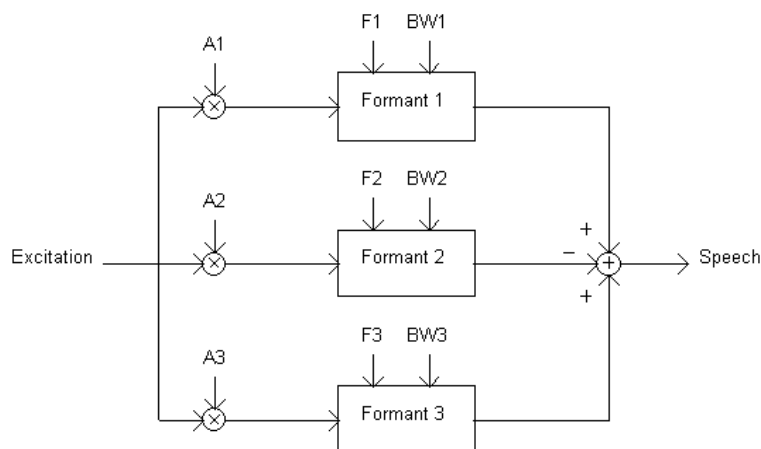 F1 BW1
A1
Formant 1
F2 BW2
A2
+
Excitation
Formant 2
−
+
Speech
+
F3 BW3
A3
Formant 3